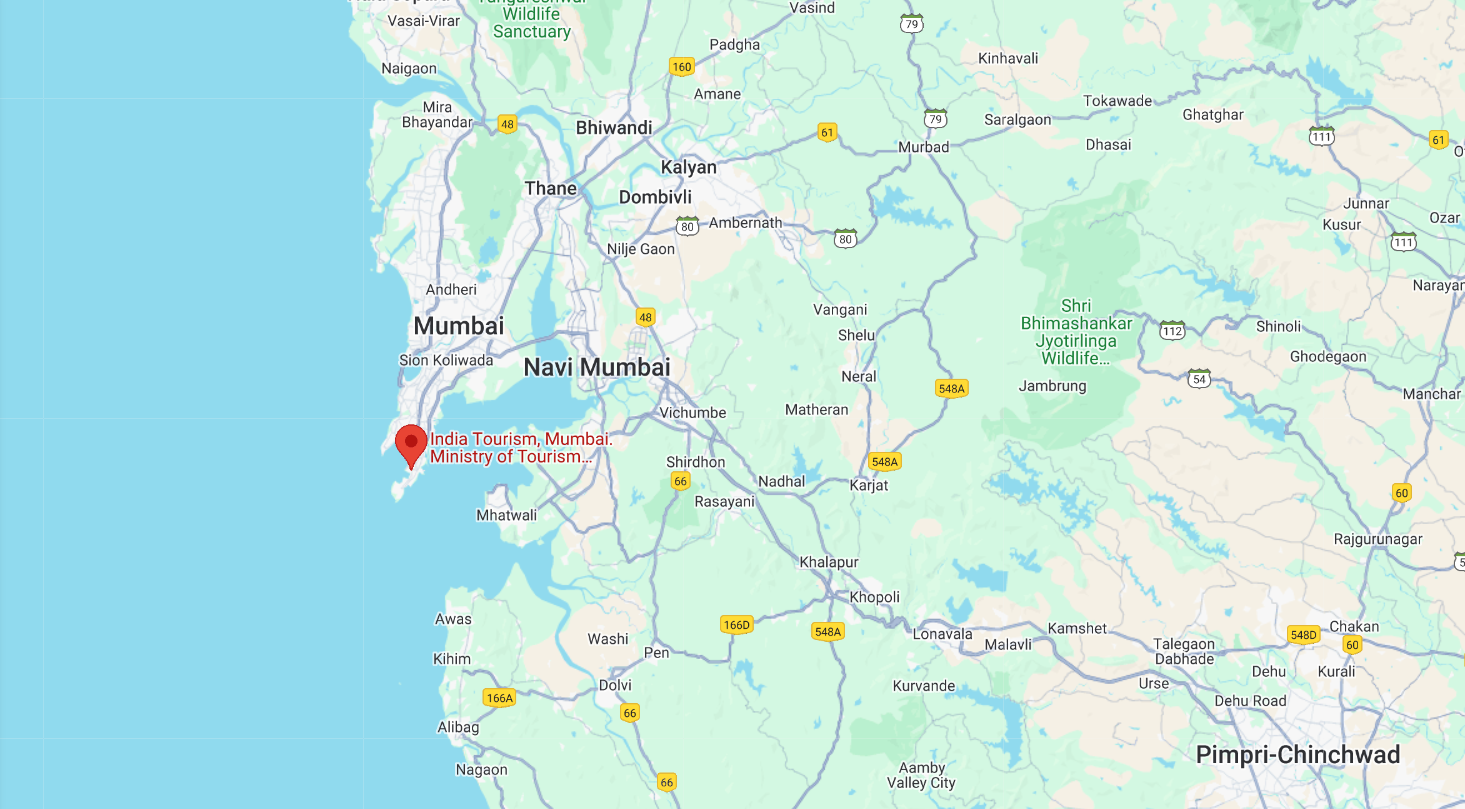 Vasai-Virar
Wildlife
Sanctuary
Vasind
79
Naigaon
Padgha
160
Kinhavali
Amane
Mira
Bhayandar
48
Bhiwandi
61
79
Saralgaon
Tokawade
Ghatghar
111
61
Murbad
Dhasai
Kalyan
Thane
Dombivli
80
Ambernath
80
Nilje Gaon
Junnar
Kusur
Ozar
111
Andheri
Mumbai
48
Vangani
Shelu
Shri
Bhimashankar
Jyotirlinga
Wildlife...
112
Shinoli
Ghodegaon
Sion Koliwada
Navi Mumbai
Neral
548A
Jambrung
54
Manchar
Vichumbe
Matheran
India Tourism, Mumbai.
Ministry of Tourism...
Shirdhon
66
Nadhal
548A
Karjat
Rasayani
60
Mhatwali
Rajgurunagar
Khalapur
Khopoli
Awas
166D
548A
Lonavala
Kamshet
Malavli
Talegaon
Dabhade
548D
Chakan
60
Washi
Pen
Kihim
Dolvi
Kurvande
Urse
Dehu
Kurali
Dehu Road
166A
66
Alibag
Pimpri-Chinchwad
Nagaon
66
Aamby
Valley City